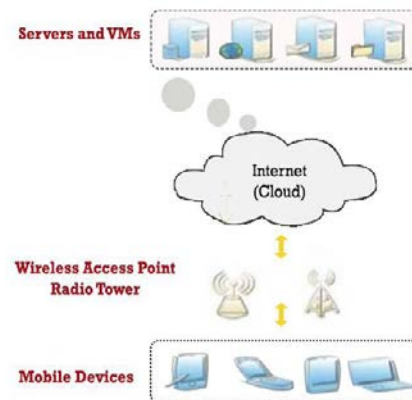 Servers and VMs
Internet
(Cloud)
Wireless Access Point
Radio Tower
Mobile Devices